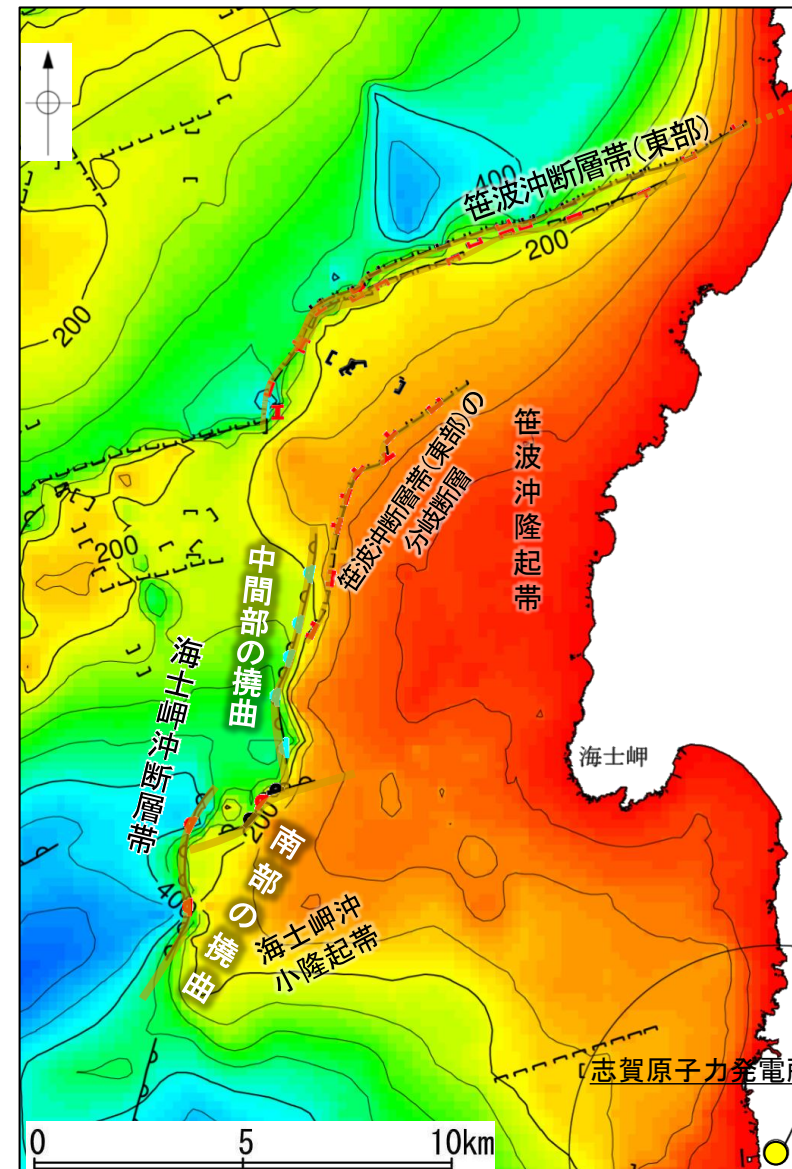 400
笹波沖断層帯(東部)
200
200
笹波沖断層帯(東部)の
分岐断層
笹波沖隆起帯
200
中間部の撓曲
海士岬沖断層帯
海士岬
200
南部の撓曲
400
海士岬沖
小隆起帯
志賀原子力発電
0 5 10km